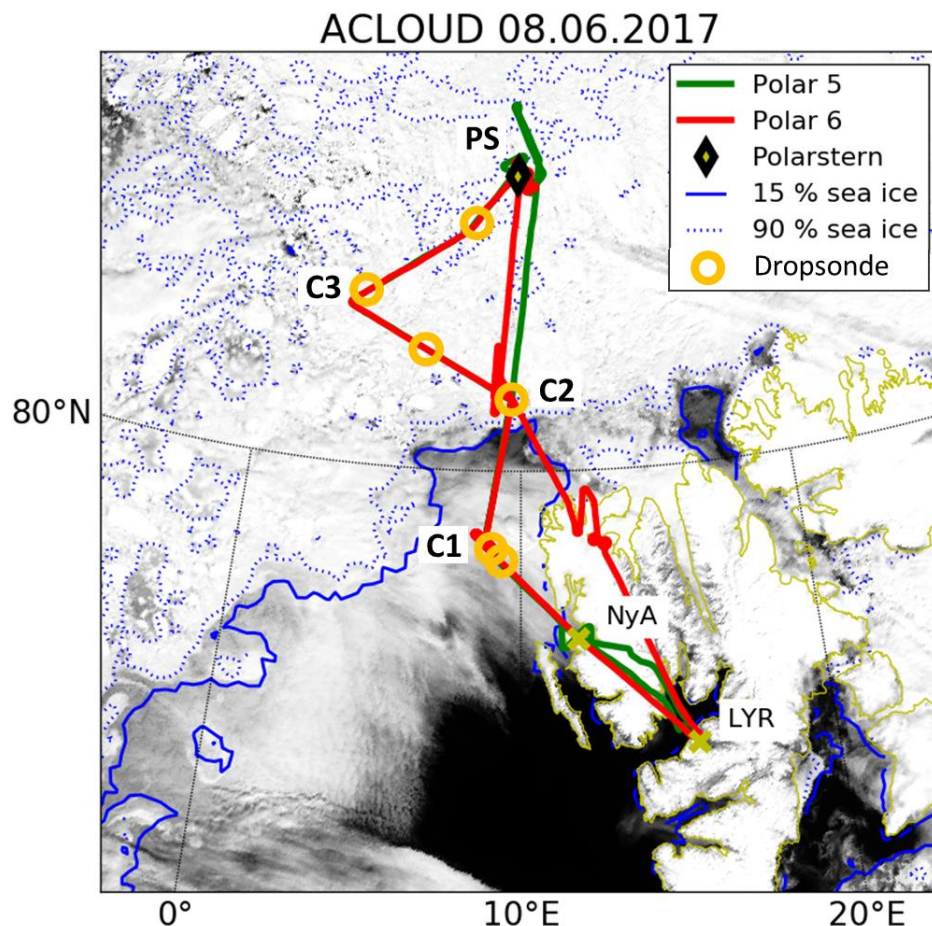 ACLOUD 08.06.2017
Polar 5
Polar 6
Polarstern
15 % sea ice
90 % sea ice
Dropsonde
PS
C3
C2
80°N
C1
NyA
LYR
0°
10°E
20°E